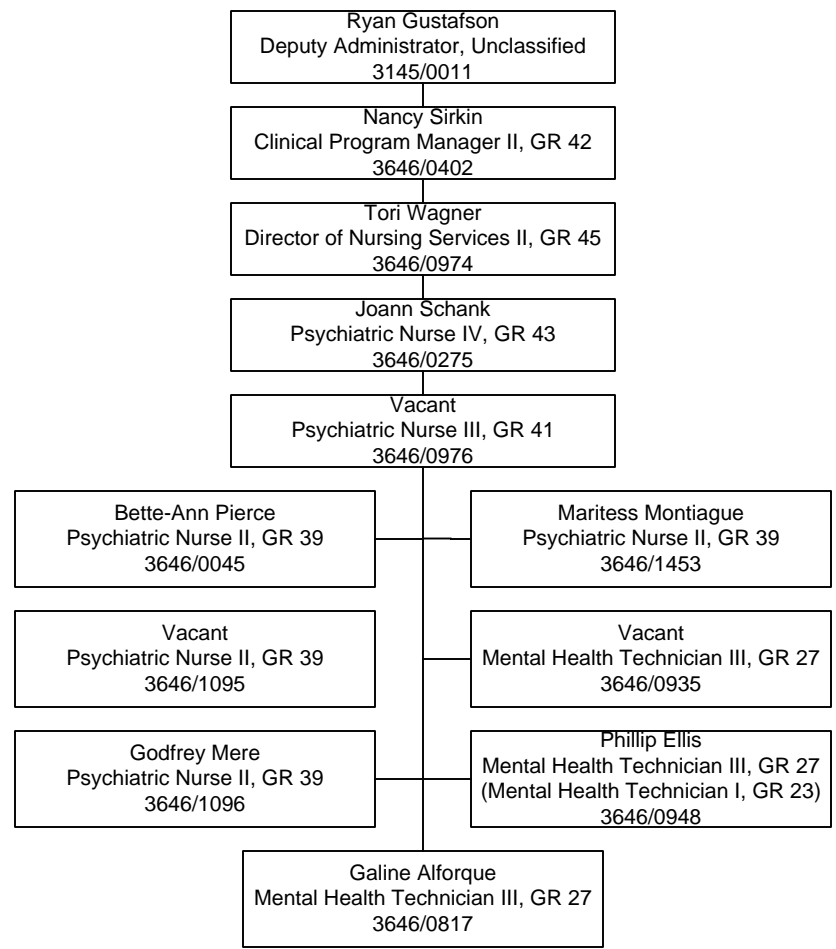 Ryan Gustafson
Deputy Administrator, Unclassified
3145/0011
Nancy Sirkin
Clinical Program Manager II, GR 42
3646/0402
Tori Wagner
Director of Nursing Services II, GR 45
3646/0974
Joann Schank
Psychiatric Nurse IV, GR 43
3646/0275
Vacant
Psychiatric Nurse III, GR 41
3646/0976
Bette-Ann Pierce
Psychiatric Nurse II, GR 39
3646/0045
Maritess Montiague
Psychiatric Nurse II, GR 39
3646/1453
Vacant
Psychiatric Nurse II, GR 39
3646/1095
Vacant
Mental Health Technician III, GR 27
3646/0935
Godfrey Mere
Psychiatric Nurse II, GR 39
3646/1096
Phillip Ellis
Mental Health Technician III, GR 27
(Mental Health Technician I, GR 23)
3646/0948
Galine Alforque
Mental Health Technician III, GR 27
3646/0817